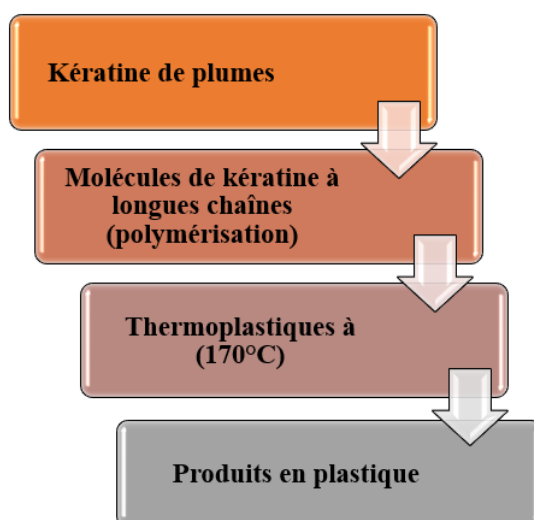 Kératine de plumes
Molécules de kératine à
longues chaînes
(polymérisation)
Thermoplastiques à
(170°C)
Produits en plastique